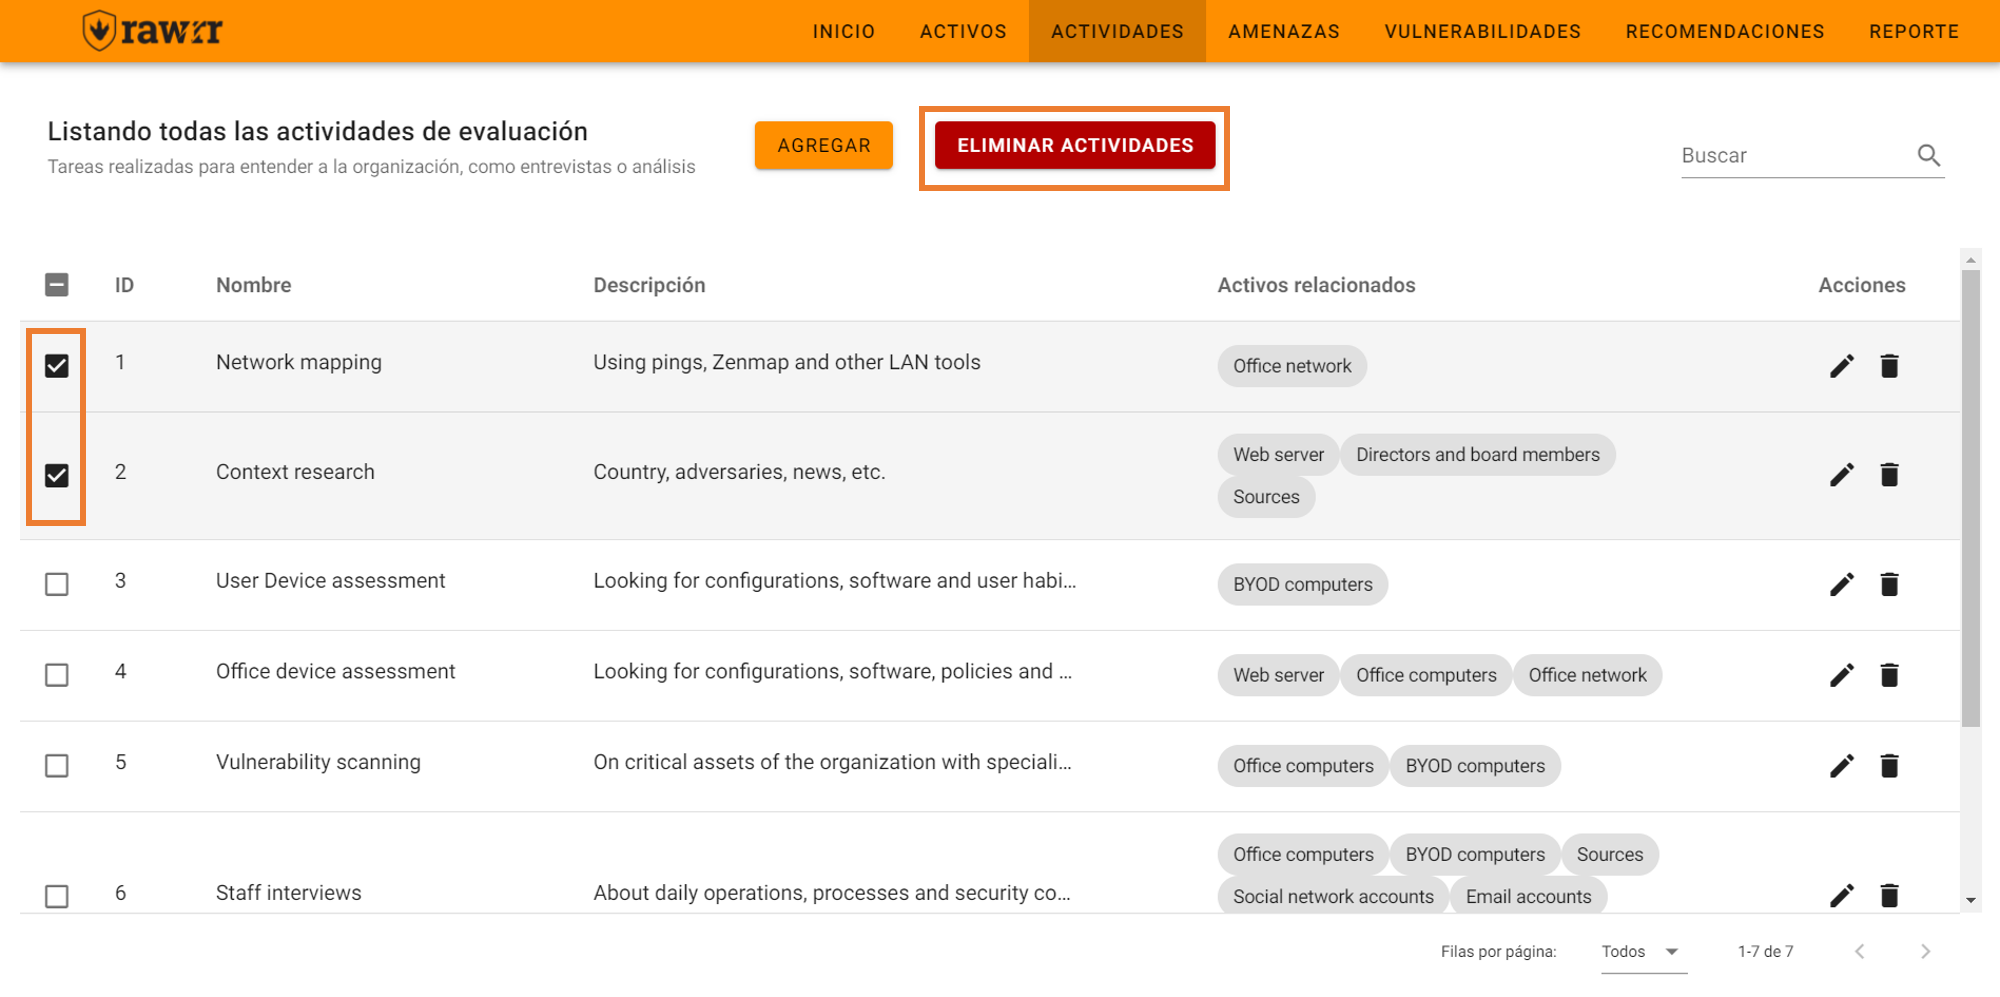 rawrr
INICIO ACTIVOS ACTIVIDADES AMENAZAS VULNERABILIDADES RECOMENDACIONES REPORTE
Listando todas las actividades de evaluación
Tareas realizadas para entender a la organización, como entrevistas o análisis
AGREGAR
ELIMINAR ACTIVIDADES
Buscar
ID Nombre Descripción Activos relacionados Acciones
1 Network mapping Using pings, Zenmap and other LAN tools Office network
2 Context research Country, adversaries, news, etc. Web server Directors and board members
Sources
3 User Device assessment Looking for configurations, software and user habi... BYOD computers
4 Office device assessment Looking for configurations, software, policies and ... Web server Office computers Office network
5 Vulnerability scanning On critical assets of the organization with speciali... Office computers BYOD computers
6 Staff interviews About daily operations, processes and security co... Office computers BYOD computers Sources
Social network accounts Email accounts
Filas por página: Todos 1-7 de 7